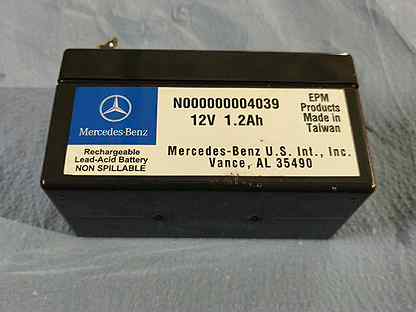 Mercedes-Benz
Rechargeable
Lead-Acid Battery
NON SPILLABLE
N000000004039
12V 1.2Ah
EPM
Products
Made in
Taiwan
Mercedes-Benz U.S. Int., Inc.
Vance, AL 35490